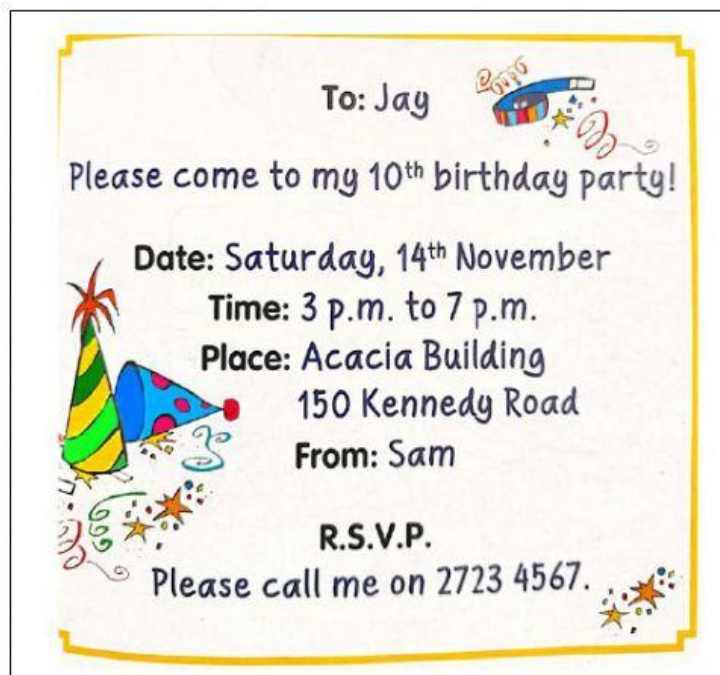 To: Jay
Please come to my 10th birthday party!
Date: Saturday, 14th November
Time: 3 p.m. to 7 p.m.
Place: Acacia Building
150 Kennedy Road
From: Sam
R.S.V.P.
Please call me on 2723 4567.